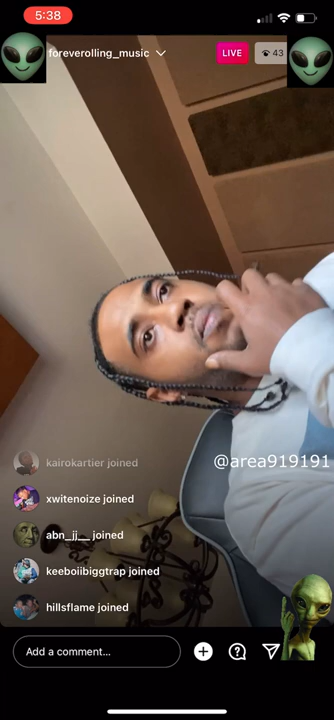 5:38
foreverolling_music
LIVE
43
@area919191
kairokartier joined
xwitenoize joined
abn_jj__ joined
keeboiibiggtrap joined
hillsflame joined
Add a comment...